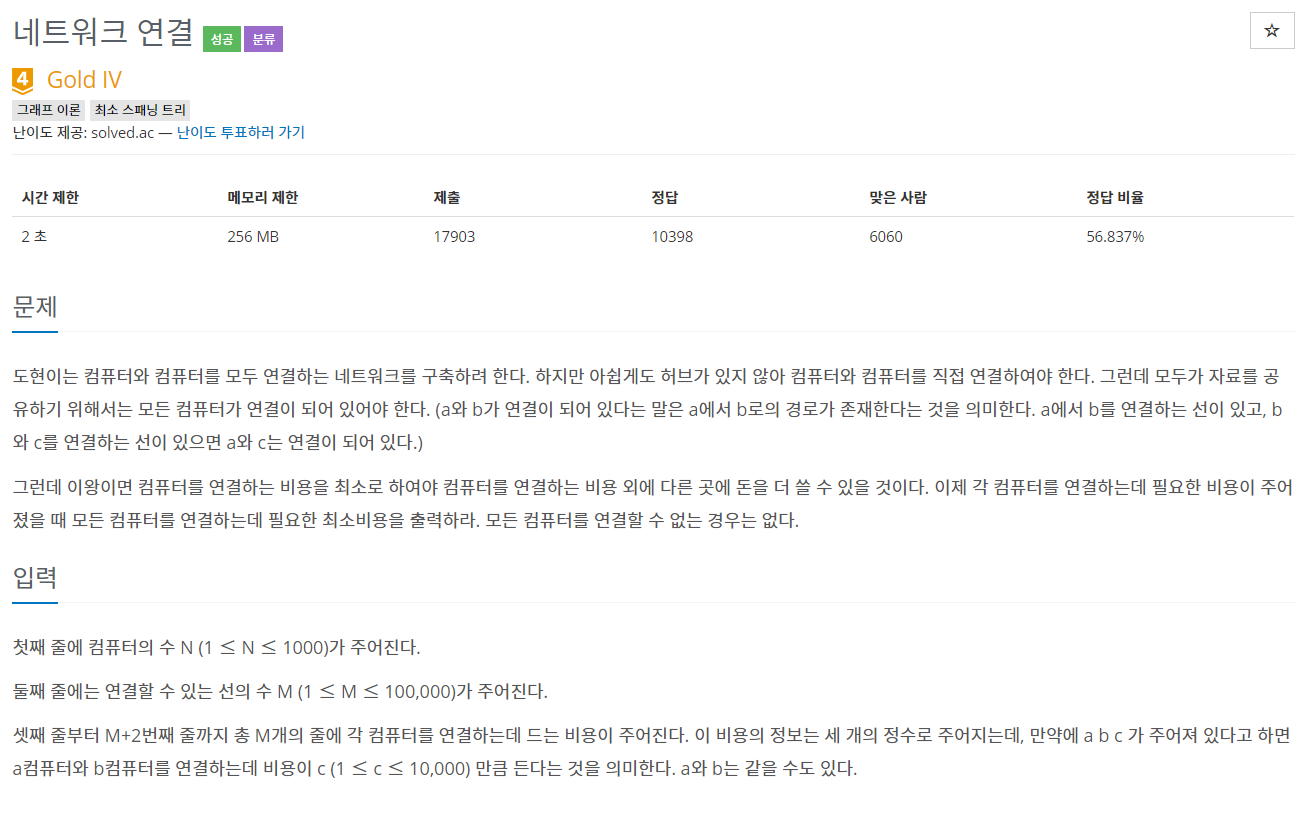 네트워크 연결 성공 분류
☆
4 Gold IV
그래프 이론 최소 스패닝 트리
난이도 제공: solved.ac — 난이도 투표하러 가기
시간 제한 메모리 제한 제출 정답 맞은 사람 정답 비율
2 초 256 MB 17903 10398 6060 56.837%
문제
도현이는 컴퓨터와 컴퓨터를 모두 연결하는 네트워크를 구축하려 한다. 하지만 아쉽게도 허브가 있지 않아 컴퓨터와 컴퓨터를 직접 연결하여야 한다. 그런데 모두가 자료를 공
유하기 위해서는 모든 컴퓨터가 연결이 되어 있어야 한다. (a와 b가 연결이 되어 있다는 말은 a에서 b로의 경로가 존재한다는 것을 의미한다. a에서 b를 연결하는 선이 있고, b
와 c를 연결하는 선이 있으면 a와 c는 연결이 되어 있다.)
그런데 이왕이면 컴퓨터를 연결하는 비용을 최소로 하여야 컴퓨터를 연결하는 비용 외에 다른 곳에 돈을 더 쓸 수 있을 것이다. 이제 각 컴퓨터를 연결하는데 필요한 비용이 주어
졌을 때 모든 컴퓨터를 연결하는데 필요한 최소비용을 출력하라. 모든 컴퓨터를 연결할 수 없는 경우는 없다.
입력
첫째 줄에 컴퓨터의 수 N (1 ≤ N ≤ 1000)가 주어진다.
둘째 줄에는 연결할 수 있는 선의 수 M (1 ≤ M ≤ 100,000)가 주어진다.
셋째 줄부터 M+2번째 줄까지 총 M개의 줄에 각 컴퓨터를 연결하는데 드는 비용이 주어진다. 이 비용의 정보는 세 개의 정수로 주어지는데, 만약에 a b c 가 주어져 있다고 하면
a컴퓨터와 b컴퓨터를 연결하는데 비용이 c (1 ≤ c ≤ 10,000) 만큼 든다는 것을 의미한다. a와 b는 같을 수도 있다.